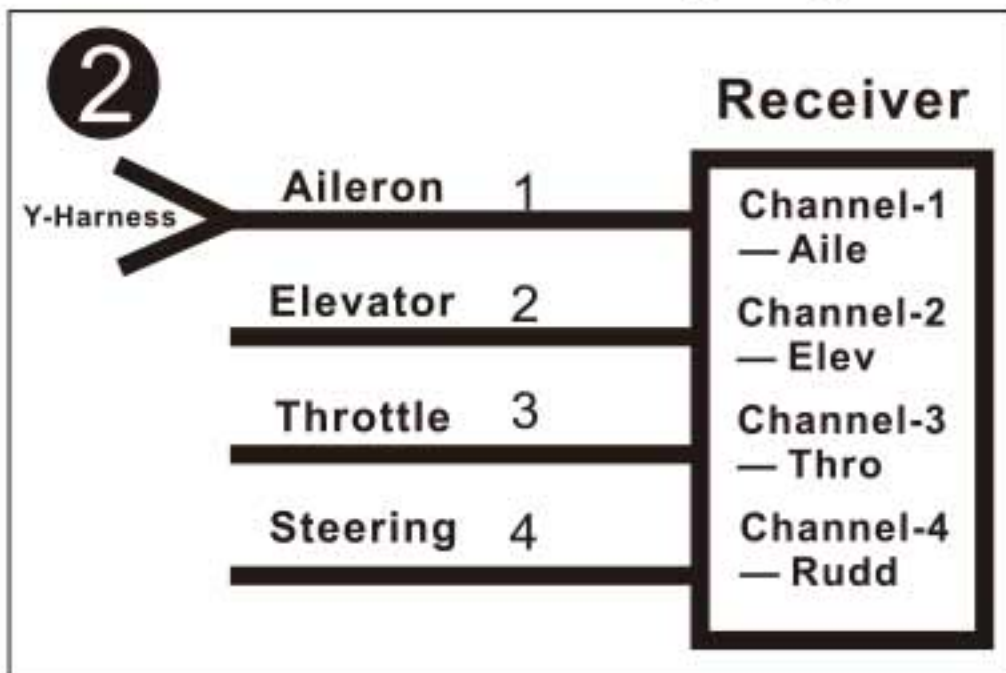 2
Receiver
Y-Harness
Aileron 1
Elevator 2
Throttle 3
Steering 4
Channel-1
— Aile
Channel-2
— Elev
Channel-3
— Thro
Channel-4
— Rudd